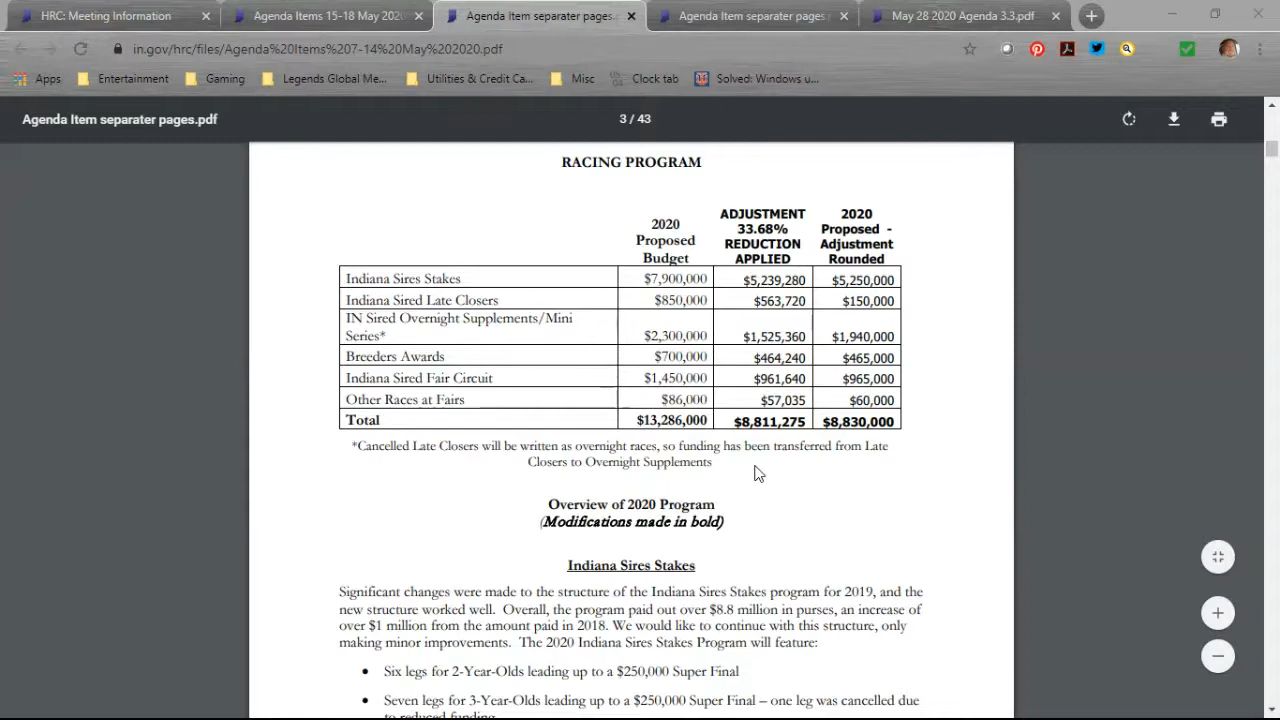 HRC: Meeting Information
Agenda Items 15-18 May 2020
Agenda Item separater pages.
Agenda Item separater pages
May 28 2020 Agenda 3.3.pdf
in.gov/hrc/files/Agenda%20Items%207-14%20May%202020.pdf
Apps
Entertainment
Gaming
Legends Global Me...
Utilities & Credit Ca...
Misc
Clock tab
Solved: Windows u...
Agenda Item separater pages.pdf
3 / 43
RACING PROGRAM
2020 Proposed Budget
ADJUSTMENT 33.68% REDUCTION APPLIED
2020 Proposed - Adjustment Rounded
Indiana Sires Stakes $7,900,000 $5,239,280 $5,250,000
Indiana Sired Late Closers $850,000 $563,720 $150,000
IN Sired Overnight Supplements/Mini
Series* $2,300,000 $1,525,360 $1,940,000
Breeders Awards $700,000 $464,240 $465,000
Indiana Sired Fair Circuit $1,450,000 $961,640 $965,000
Other Races at Fairs $86,000 $57,035 $60,000
Total $13,286,000 $8,811,275 $8,830,000
*Cancelled Late Closers will be written as overnight races, so funding has been transferred from Late
Closers to Overnight Supplements
Overview of 2020 Program
(Modifications made in bold)
Indiana Sires Stakes
Significant changes were made to the structure of the Indiana Sires Stakes program for 2019, and the
new structure worked well. Overall, the program paid out over $8.8 million in purses, an increase of
over $1 million from the amount paid in 2018. We would like to continue with this structure, only
making minor improvements. The 2020 Indiana Sires Stakes Program will feature:
• Six legs for 2-Year-Olds leading up to a $250,000 Super Final
• Seven legs for 3-Year-Olds leading up to a $250,000 Super Final – one leg was cancelled due
to reduced funding